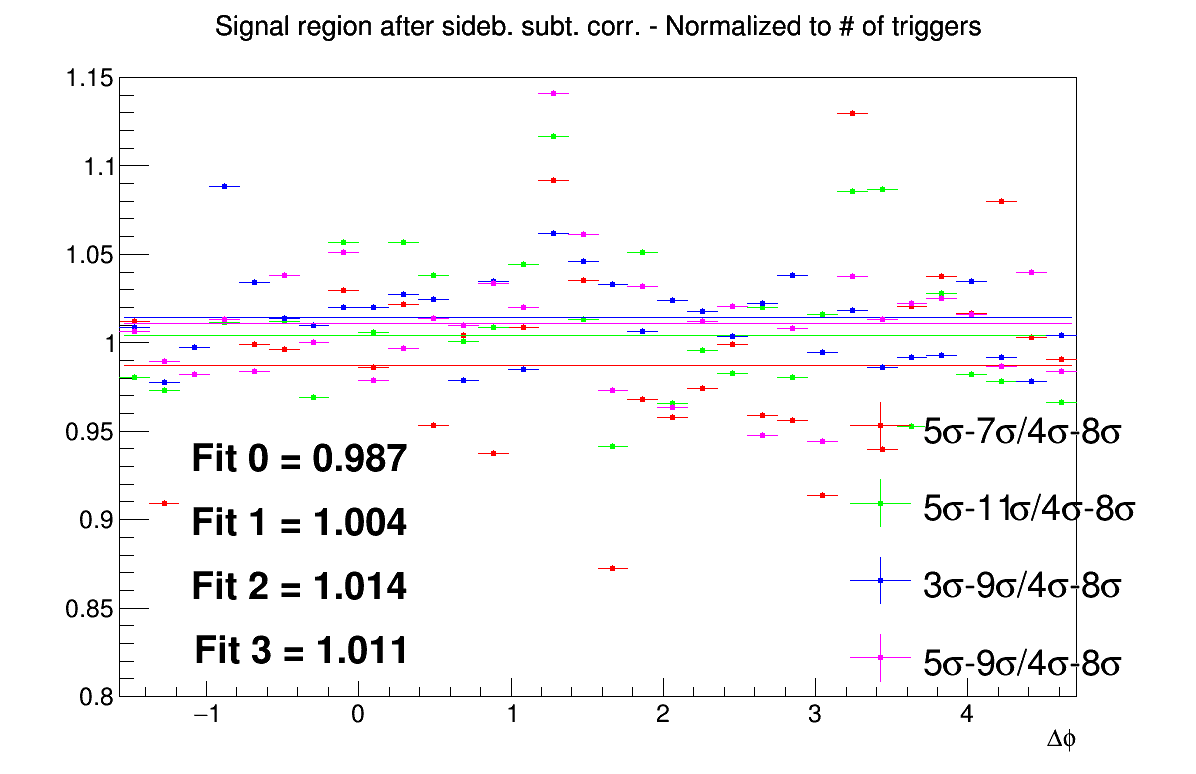 Signal region after sideb. subt. corr. - Normalized to # of triggers
1.15
1.1
1.05
1
0.95
0.9
0.85
0.8
Fit 0 = 0.987
Fit 1 = 1.004
Fit 2 = 1.014
Fit 3 = 1.011
5σ-7σ/4σ-8σ
5σ-11σ/4σ-8σ
3σ-9σ/4σ-8σ
5σ-9σ/4σ-8σ
−1 0 1 2 3 4
Δϕ